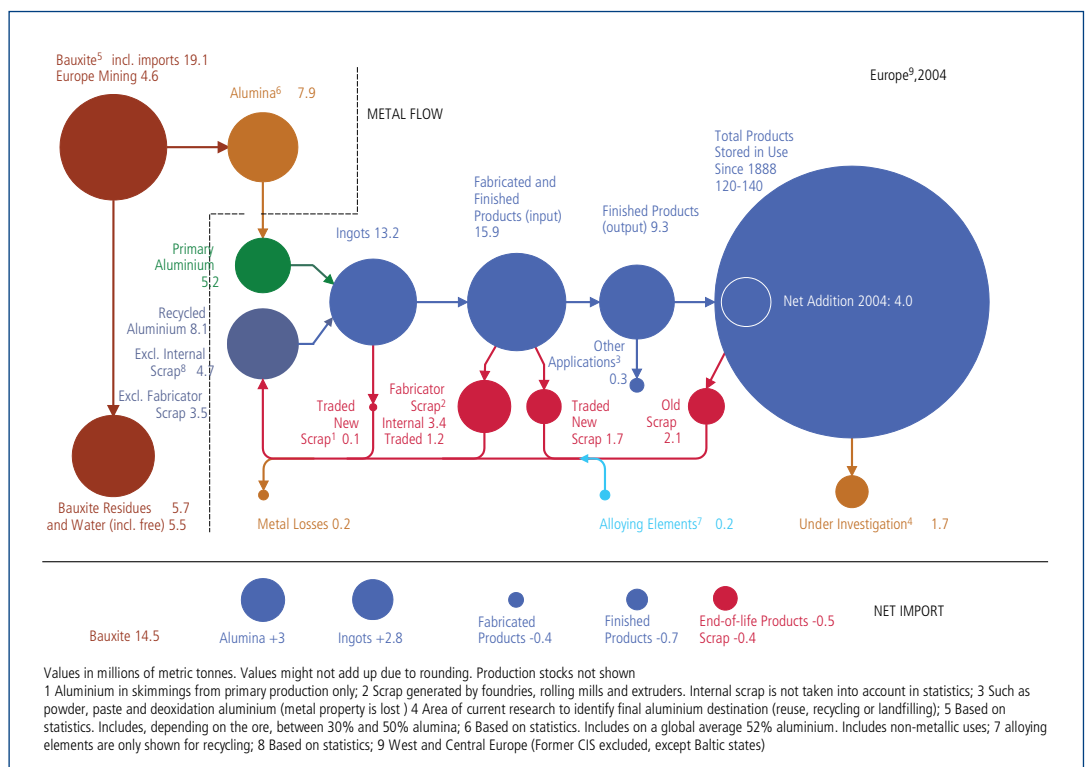 Bauxite⁵ incl. imports 19.1
Europe Mining 4.6
Alumina⁶ 7.9
METAL FLOW
Europe⁹,2004
Total Products
Stored in Use
Since 1888
120-140
Fabricated and
Finished
Products (input)
15.9
Finished Products
(output) 9.3
Ingots 13.2
Primary
Aluminium
5.2
Net Addition 2004: 4.0
Recycled
Aluminium 8.1
Excl. Internal
Scrap⁸ 4.7
Excl. Fabricator
Scrap 3.5
Other
Applications³
0.3
Traded
New
Scrap¹ 0.1
Fabricator
Scrap²
Internal 3.4
Traded 1.2
Traded
New
Scrap 1.7
Old
Scrap
2.1
Bauxite Residues 5.7
and Water (incl. free) 5.5
Metal Losses 0.2
Alloying Elements⁷ 0.2
Under Investigation⁴ 1.7
Bauxite 14.5
Alumina +3
Ingots +2.8
Fabricated
Products -0.4
Finished
Products -0.7
End-of-life Products -0.5
Scrap -0.4
NET IMPORT
Values in millions of metric tonnes. Values might not add up due to rounding. Production stocks not shown
1 Aluminium in skimmings from primary production only; 2 Scrap generated by foundries, rolling mills and extruders. Internal scrap is not taken into account in statistics; 3 Such as
powder, paste and deoxidation aluminium (metal property is lost ) 4 Area of current research to identify final aluminium destination (reuse, recycling or landfilling); 5 Based on
statistics. Includes, depending on the ore, between 30% and 50% alumina; 6 Based on statistics. Includes on a global average 52% aluminium. Includes non-metallic uses; 7 alloying
elements are only shown for recycling; 8 Based on statistics; 9 West and Central Europe (Former CIS excluded, except Baltic states)